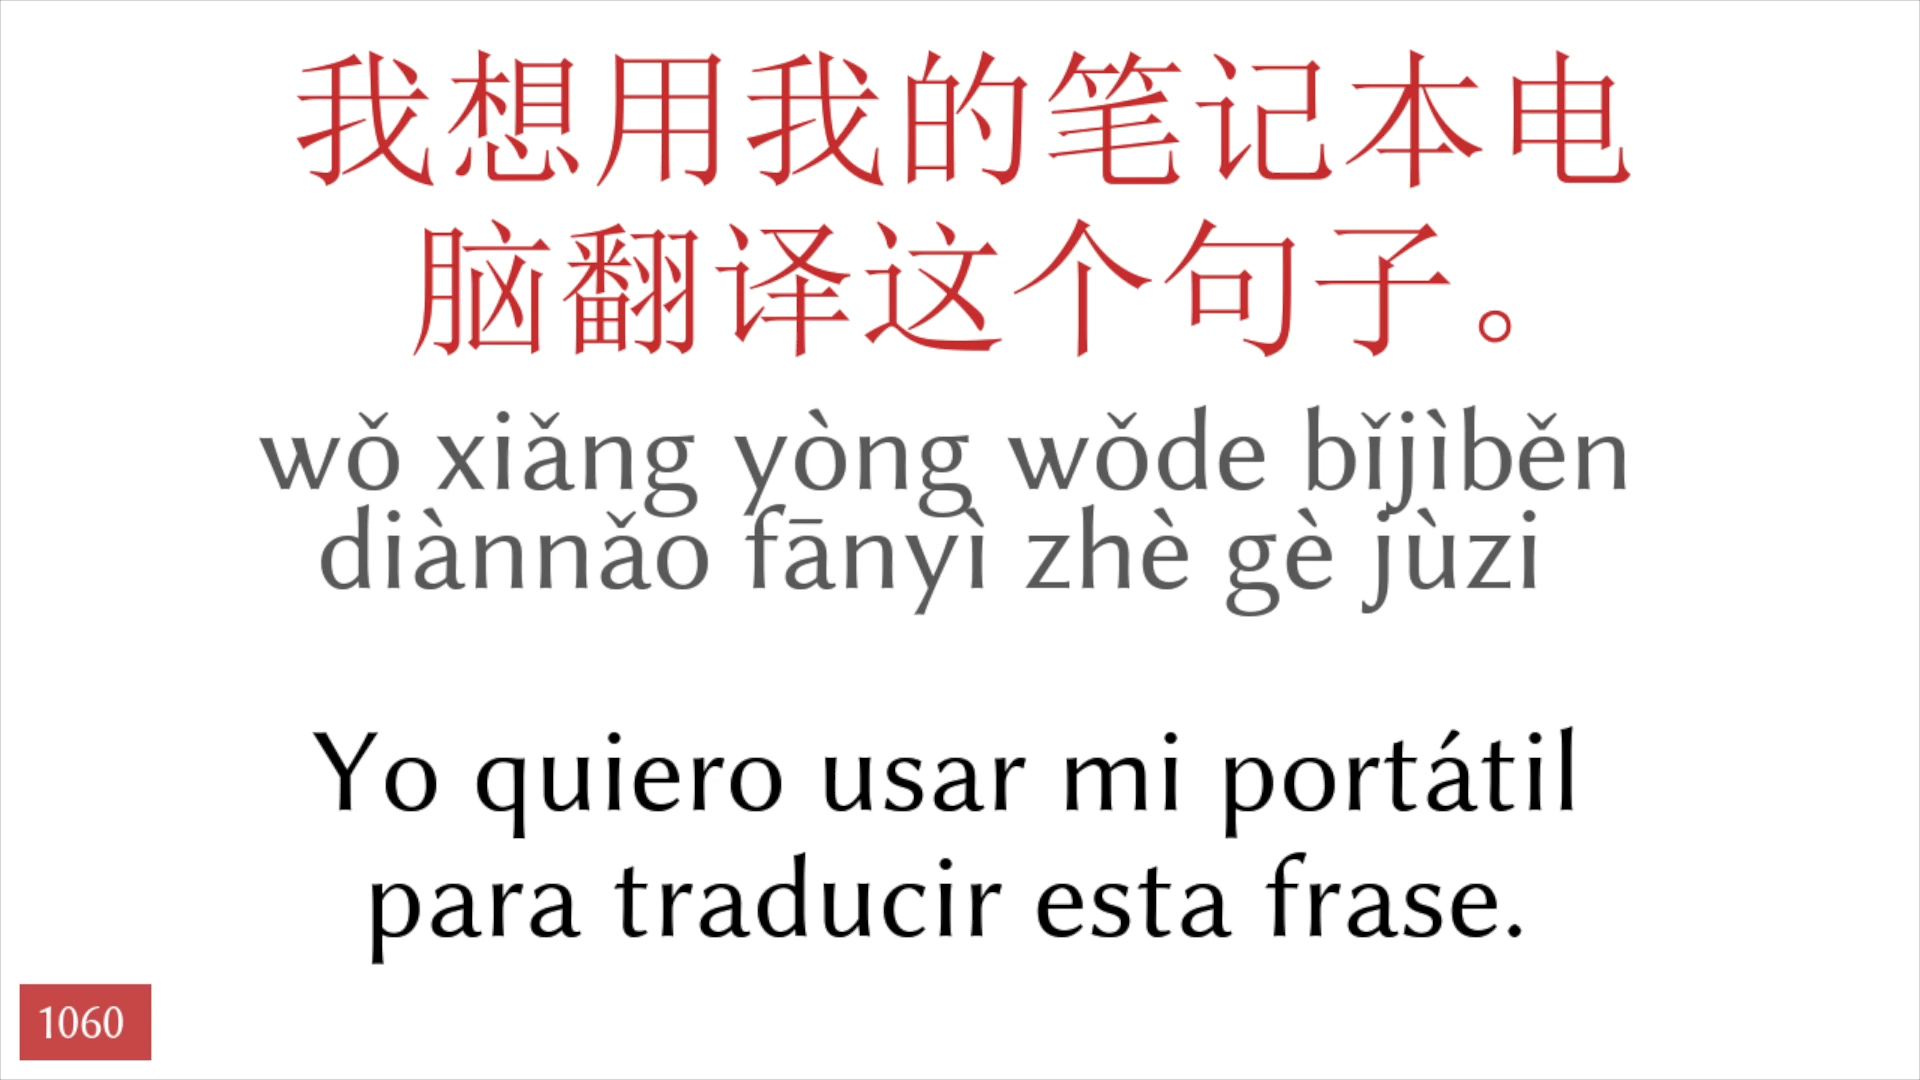 我想用我的笔记本电
脑翻译这个句子。
wǒ xiǎng yòng wǒde bǐjìběn
diànnǎo fānyì zhè gè jùzi
Yo quiero usar mi portátil
para traducir esta frase.
1060